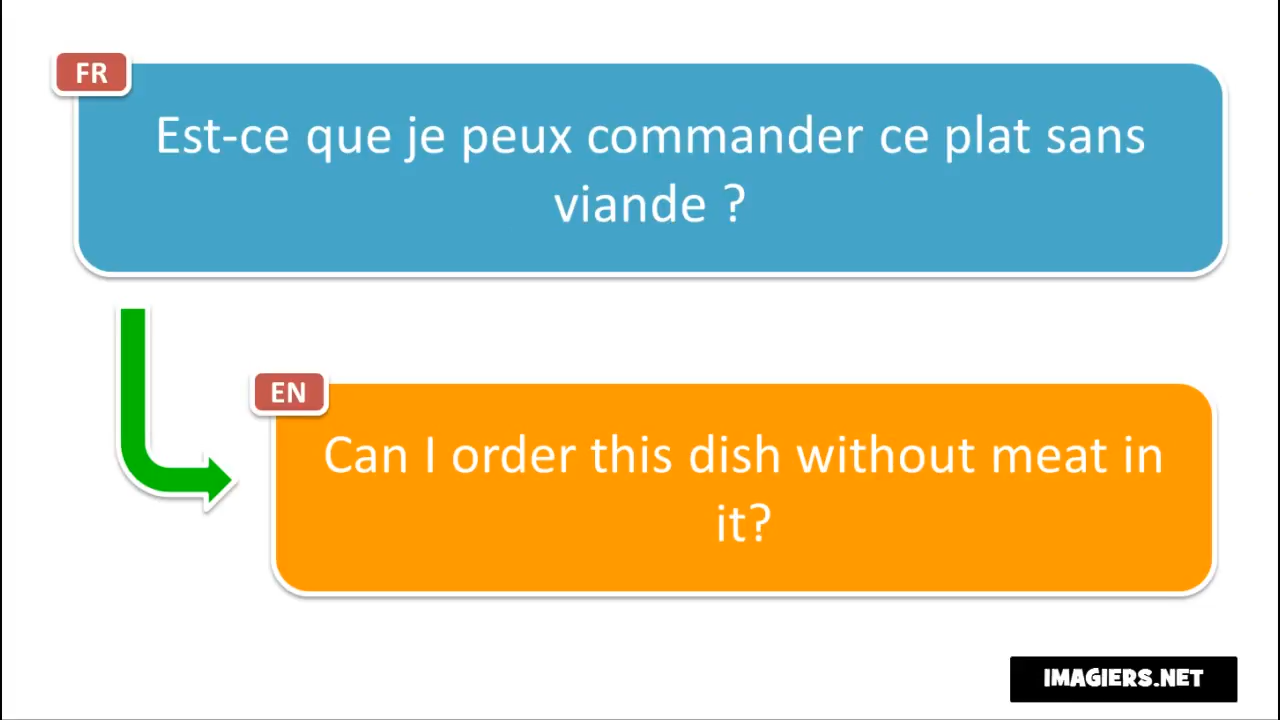 FR
Est-ce que je peux commander ce plat sans
viande ?
EN
Can I order this dish without meat in
it?
IMAGIERS.NET